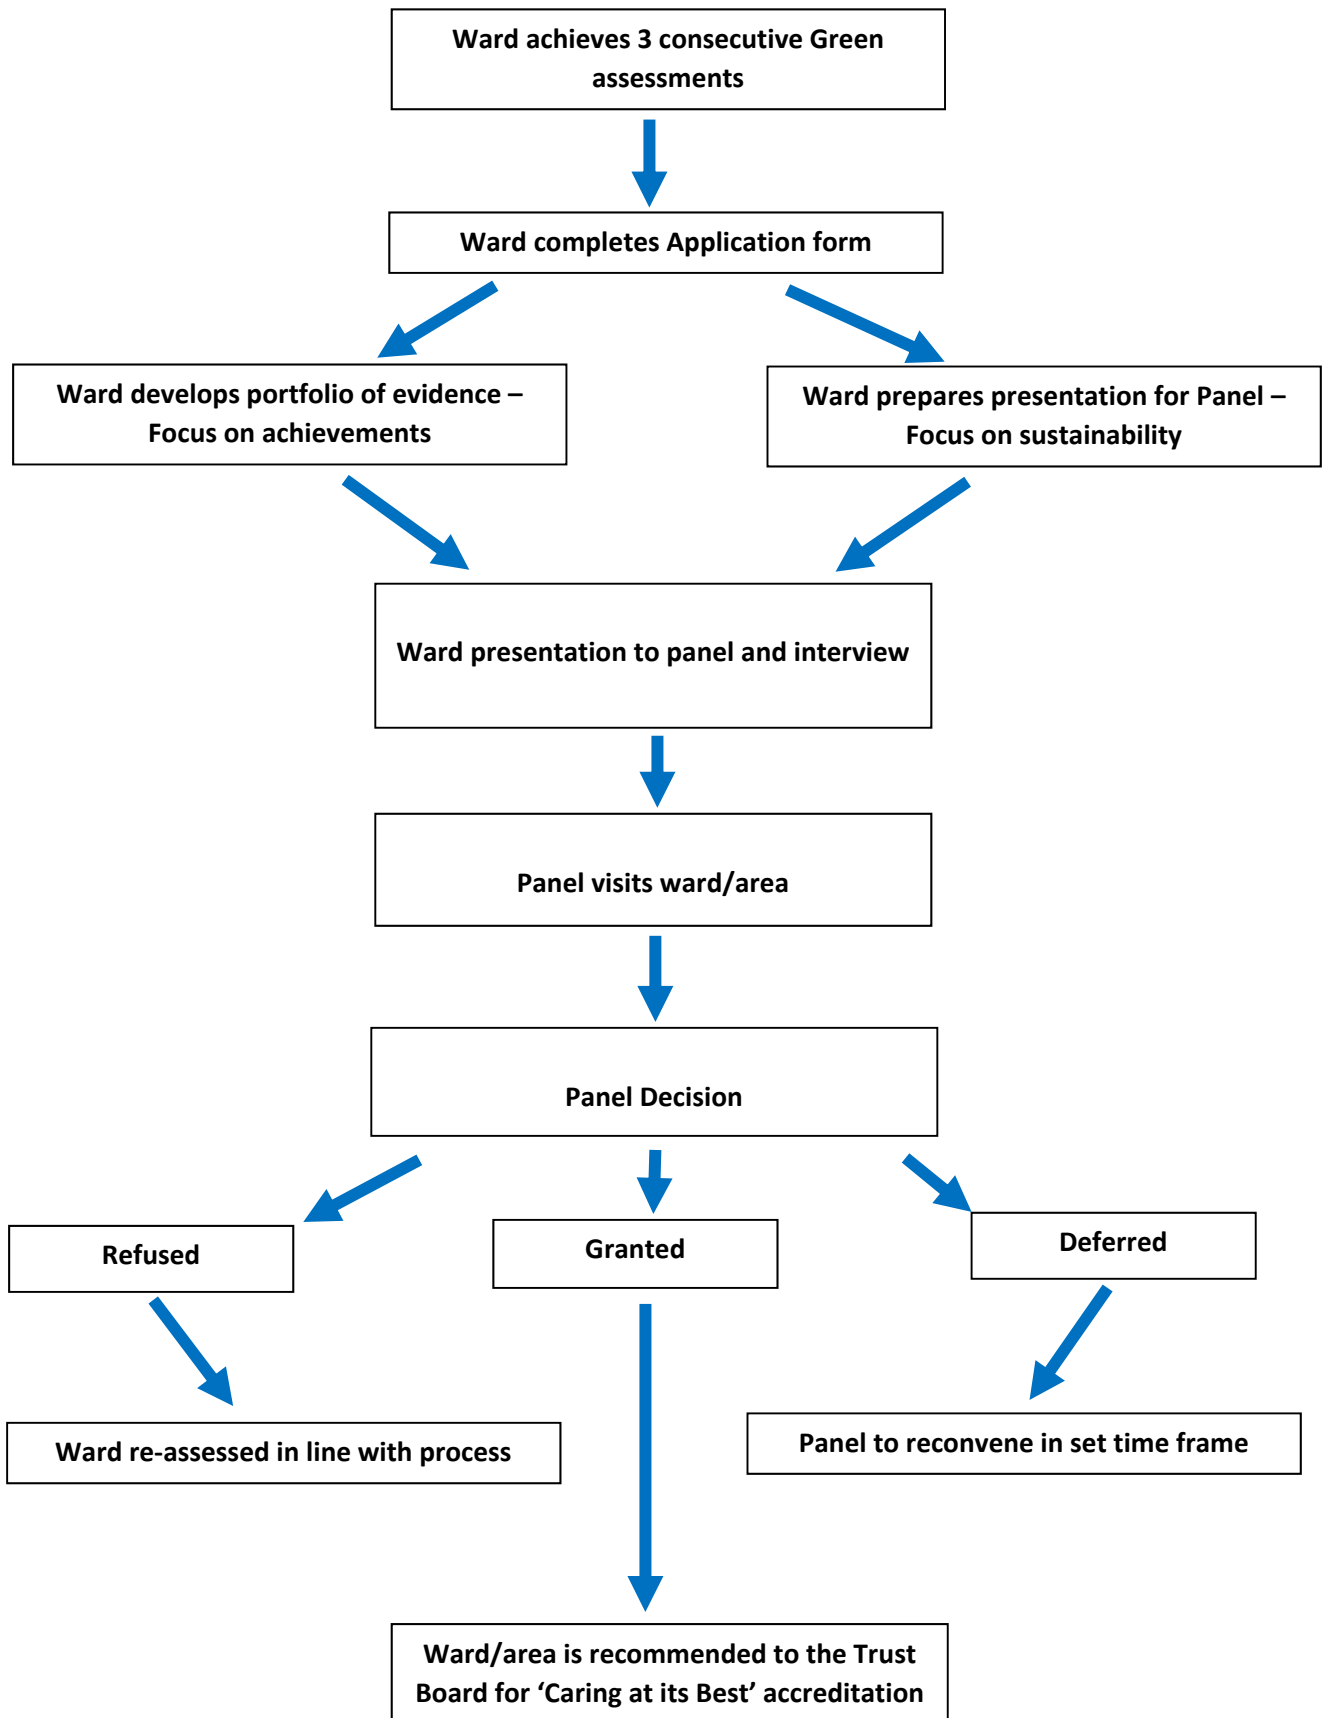 Ward achieves 3 consecutive Green
assessments
Ward completes Application form
Ward develops portfolio of evidence –
Focus on achievements
Ward prepares presentation for Panel –
Focus on sustainability
Ward presentation to panel and interview
Panel visits ward/area
Panel Decision
Refused
Granted
Deferred
Ward re-assessed in line with process
Panel to reconvene in set time frame
Ward/area is recommended to the Trust
Board for ‘Caring at its Best’ accreditation